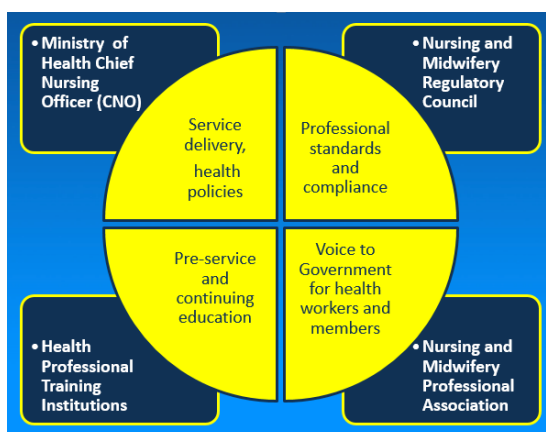 • Ministry of
Health Chief
Nursing
Officer (CNO)
• Nursing and
Midwifery
Regulatory
Council
Service
delivery,
health
policies
Professional
standards
and
compliance
Pre-service
and
continuing
education
Voice to
Government
for health
workers and
members
• Health
Professional
Training
Institutions
• Nursing and
Midwifery
Professional
Association